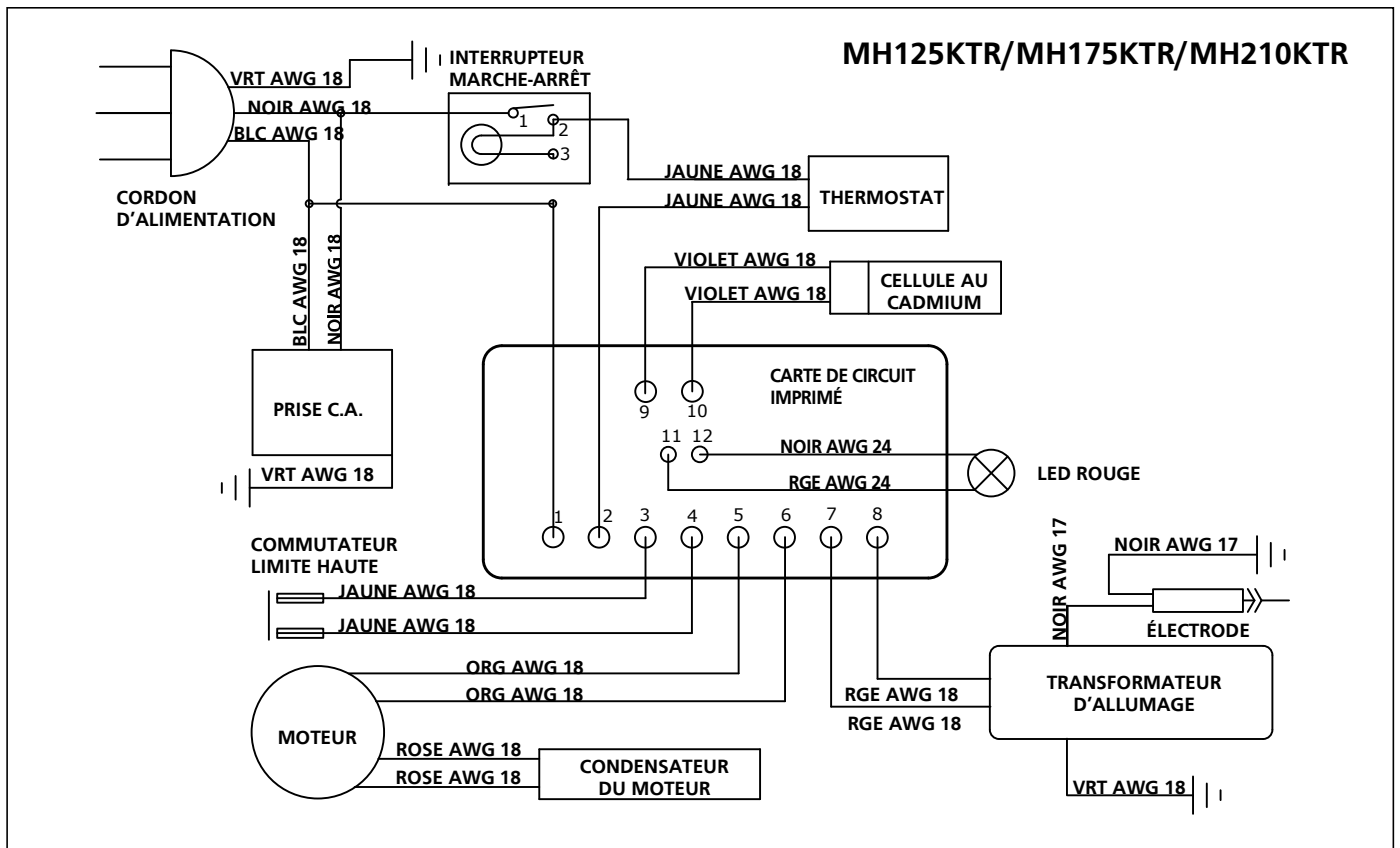 MH125KTR/MH175KTR/MH210KTR
VRT AWG 18
INTERRUPTEUR
MARCHE-ARRÊT
NOIR AWG 18
BLC AWG 18
1
2
3
CORDON
D'ALIMENTATION
JAUNE AWG 18
JAUNE AWG 18
THERMOSTAT
BLC AWG 18
NOIR AWG 18
VIOLET AWG 18
VIOLET AWG 18
CELLULE AU
CADMIUM
PRISE C.A.
VRT AWG 18
CARTE DE CIRCUIT
IMPRIMÉ
9
10
11
12
NOIR AWG 24
RGE AWG 24
LED ROUGE
1
2
3
4
5
6
7
8
COMMUTATEUR
LIMITE HAUTE
JAUNE AWG 18
JAUNE AWG 18
NOIR AWG 17
NOIR AWG 17
ÉLECTRODE
ORG AWG 18
ORG AWG 18
RGE AWG 18
RGE AWG 18
TRANSFORMATEUR
D'ALLUMAGE
MOTEUR
ROSE AWG 18
ROSE AWG 18
CONDENSATEUR
DU MOTEUR
VRT AWG 18